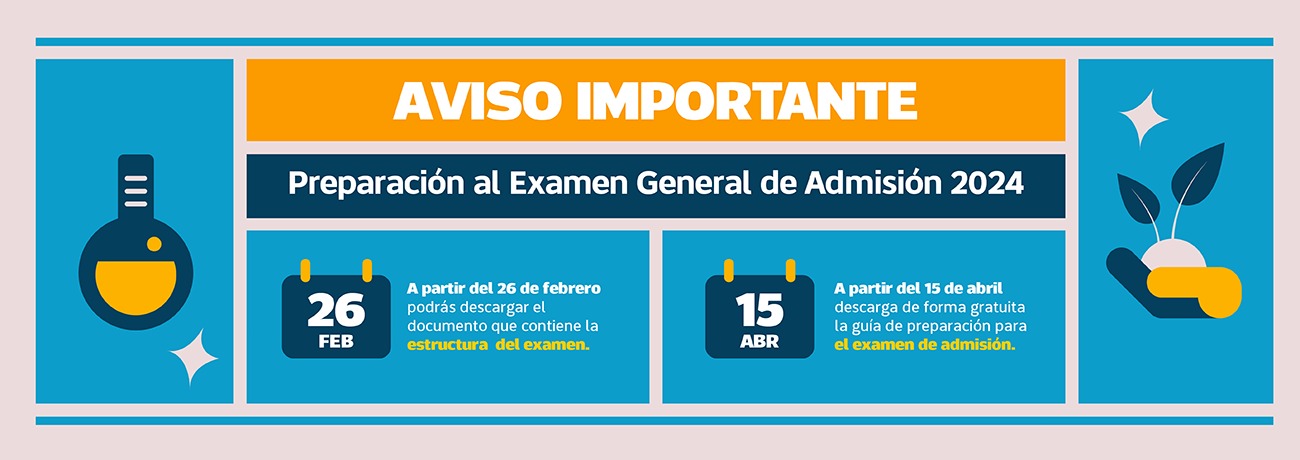 AVISO IMPORTANTE
Preparación al Examen General de Admisión 2024
26
FEB
A partir del 26 de febrero
podrás descargar el
documento que contiene la
estructura del examen.
15
ABR
A partir del 15 de abril
descarga de forma gratuita
la guía de preparación para
el examen de admisión.